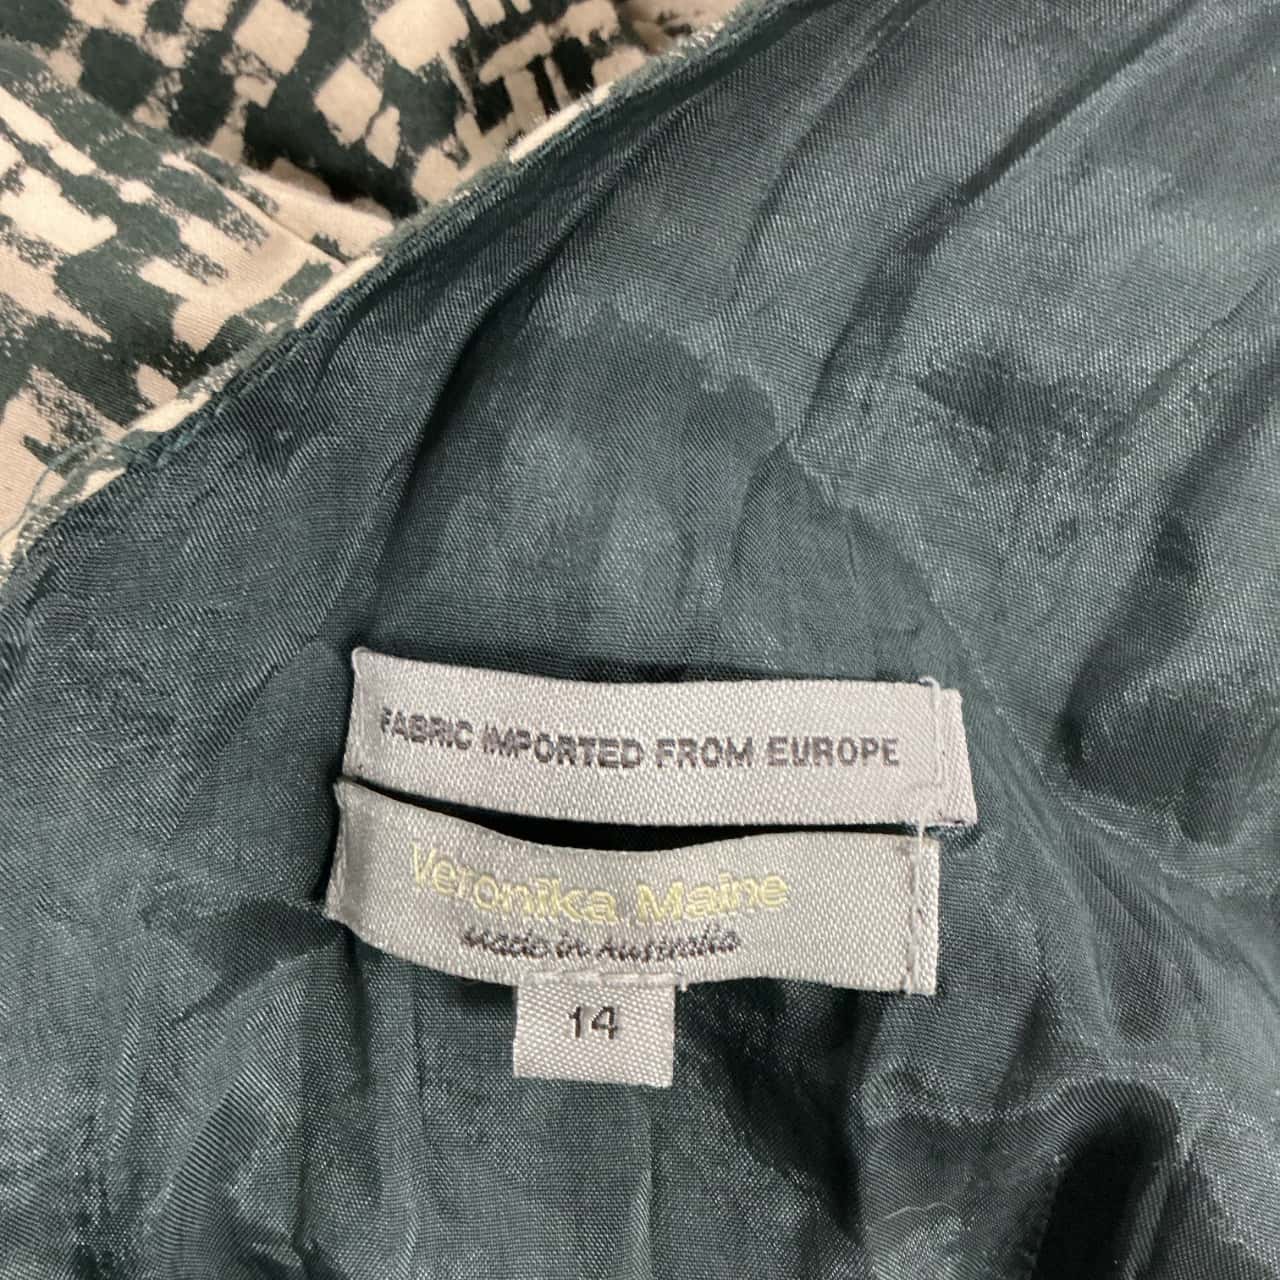 FABRIC IMPORTED FROM EUROPE
Veronika Maine
Made in Australia
14